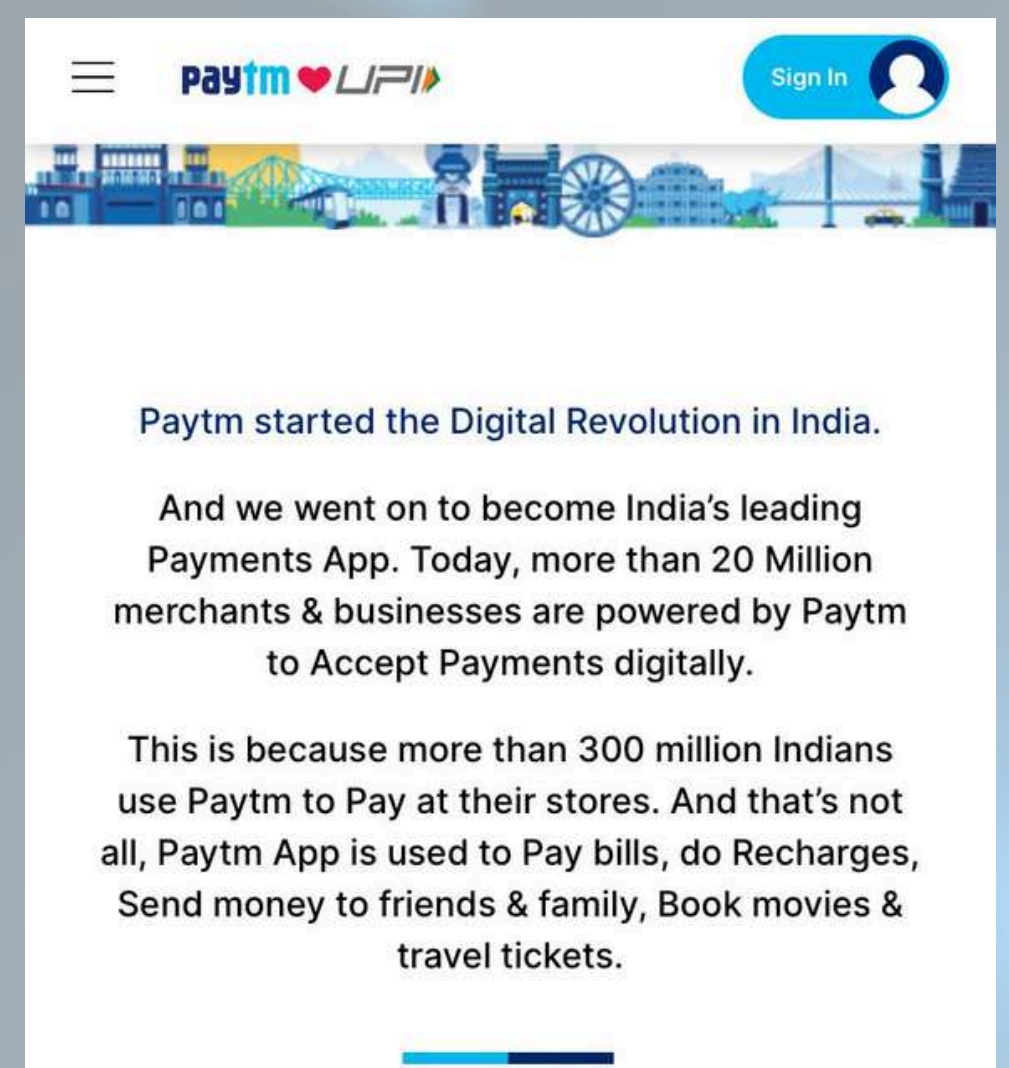 paytm UPI
Sign In
Paytm started the Digital Revolution in India.
And we went on to become India’s leading
Payments App. Today, more than 20 Million
merchants & businesses are powered by Paytm
to Accept Payments digitally.
This is because more than 300 million Indians
use Paytm to Pay at their stores. And that’s not
all, Paytm App is used to Pay bills, do Recharges,
Send money to friends & family, Book movies &
travel tickets.